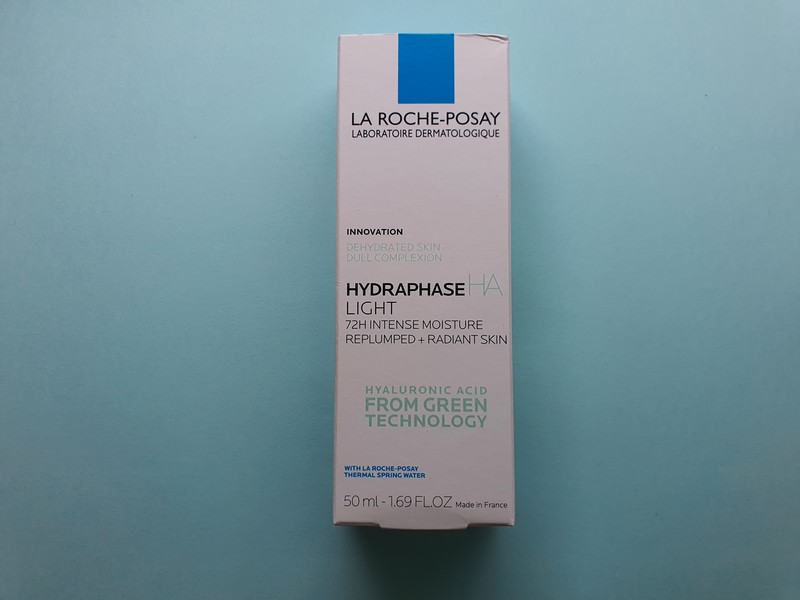 LA ROCHE-POSAY
LABORATOIRE DERMATOLOGIQUE
INNOVATION
DEHYDRATED SKIN
DULL COMPLEXION
HYDRAPHASE HA
LIGHT
72H INTENSE MOISTURE
REPLUMPED + RADIANT SKIN
HYALURONIC ACID
FROM GREEN
TECHNOLOGY
WITH LA ROCHE-POSAY
THERMAL SPRING WATER
50 ml - 1.69 FL.OZ Made in France